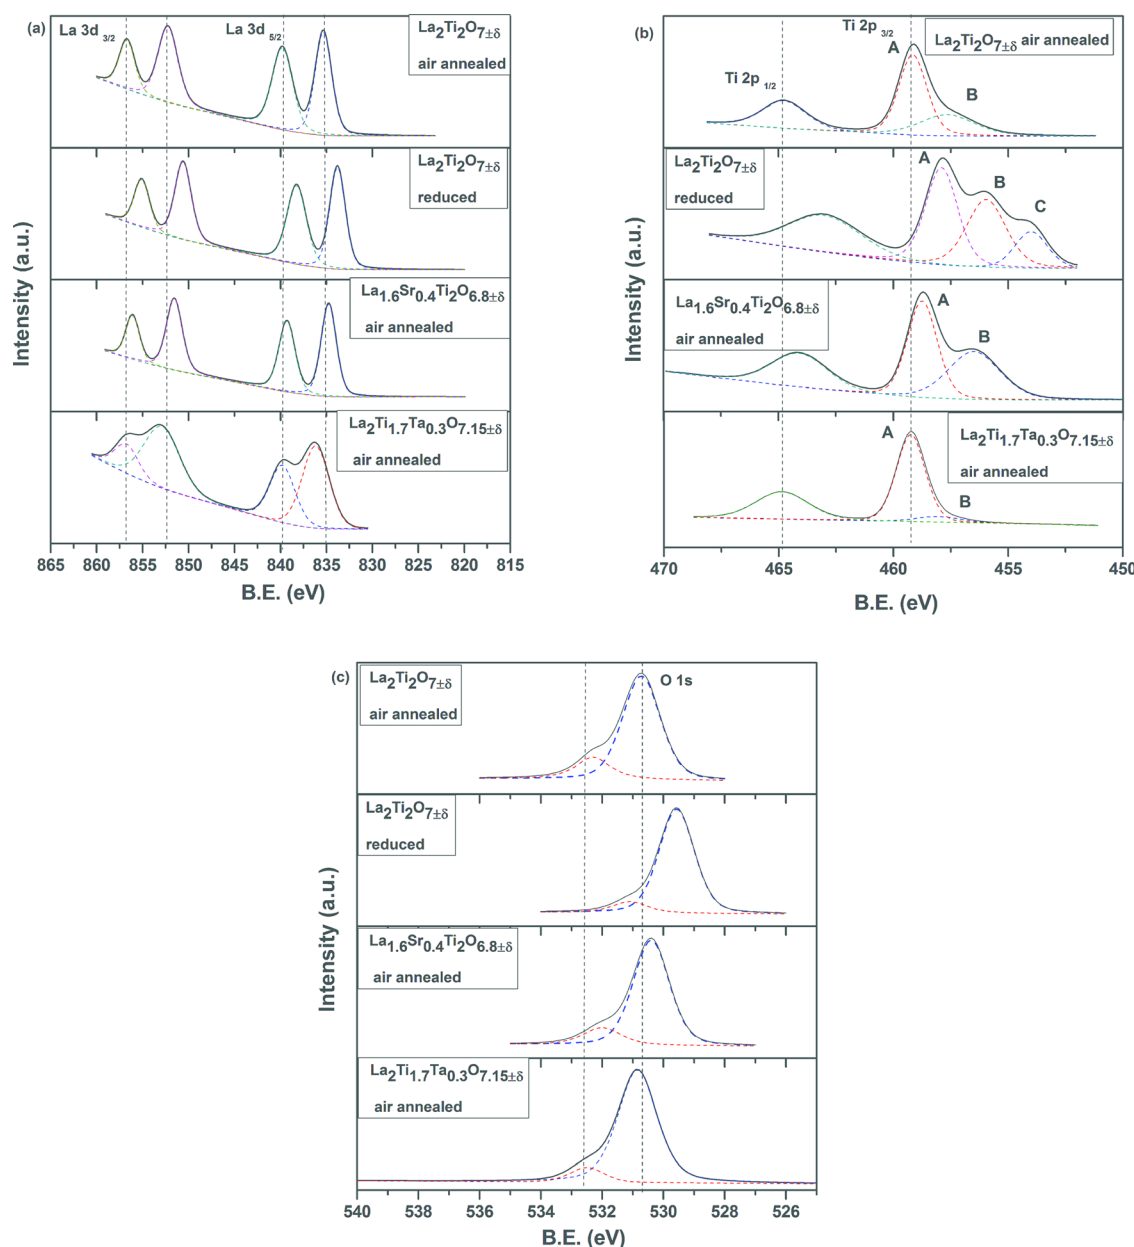 (a)
La 3d 3/2
La 3d 5/2
La2Ti2O7±δ
air annealed
La2Ti2O7±δ
reduced
La1.6Sr0.4Ti2O6.8±δ
air annealed
La2Ti1.7Ta0.3O7.15±δ
air annealed
Intensity (a.u.)
865 860 855 850 845 840 835 830 825 820 815
B.E. (eV)
(b)
Ti 2p 3/2
La2Ti2O7±δ air annealed
A
Ti 2p 1/2
B
La2Ti2O7±δ
reduced
A
B
C
La1.6Sr0.4Ti2O6.8±δ
air annealed
A
B
La2Ti1.7Ta0.3O7.15±δ
air annealed
A
B
Intensity (a.u.)
470 465 460 455 450
B.E. (eV)
(c)
La2Ti2O7±δ
air annealed
O 1s
La2Ti2O7±δ
reduced
La1.6Sr0.4Ti2O6.8±δ
air annealed
La2Ti1.7Ta0.3O7.15±δ
air annealed
Intensity (a.u.)
540 538 536 534 532 530 528 526
B.E. (eV)